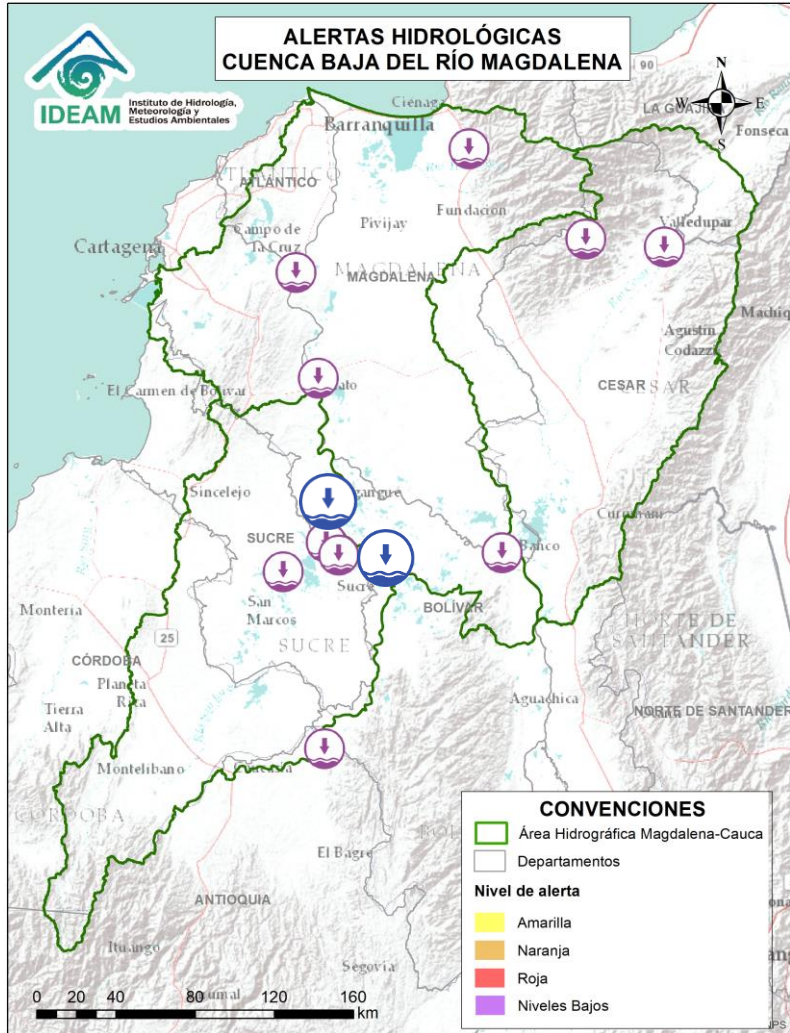 ALERTAS HIDROLÓGICAS
CUENCA BAJA DEL RÍO MAGDALENA
IDEAM
Instituto de Hidrología,
Meteorología y
Estudios Ambientales
N
W
E
S
90
LA GUAJIRA
Fonseca
Ciénaga
Barranquilla
ATLÁNTICO
ATLÁNTICO
Pivijay
Fundación
Valledupar
Campo de
la Cruz
Cartagena
MAGDALENA
MAGDALENA
Agustín
Codazzi
CESAR
CESAR
El Carmen de Bolívar
Sincelejo
SUCRE
Banco
Sucre
San
Marcos
BOLÍVAR
Montería
SUCRE
NORTE DE
SANTANDER
25
CÓRDOBA
Planeta
Rica
Tierra
Alta
Aguachica
NORTE DE SANTANDER
Montelibano
CÓRDOBA
El Bagre
ANTIOQUIA
Ituango
Segovia
0 20 40 80 120 160
km
CONVENCIONES
Área Hidrográfica Magdalena-Cauca
Departamentos
Nivel de alerta
Amarilla
Naranja
Roja
Niveles Bajos